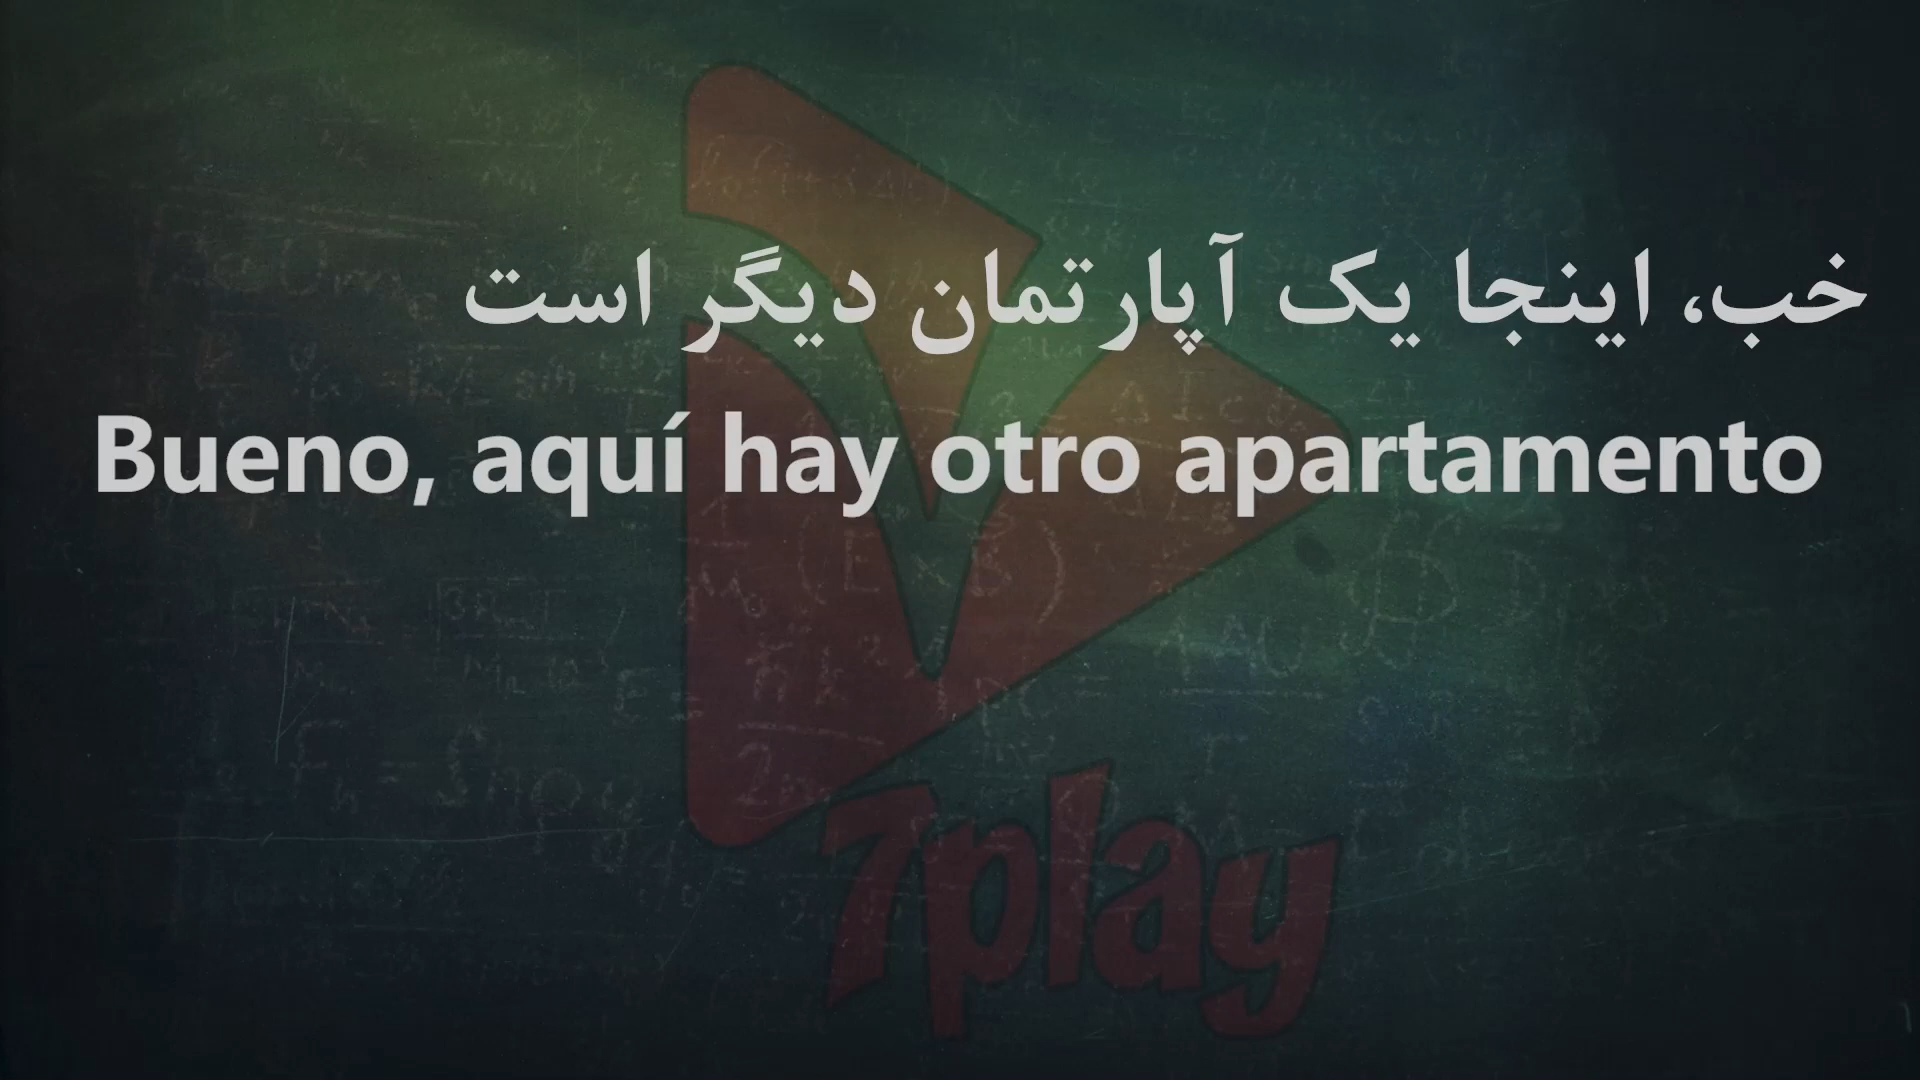 خب، اینجا یک آپارتمان دیگر است
Bueno, aquí hay otro apartamento
7play